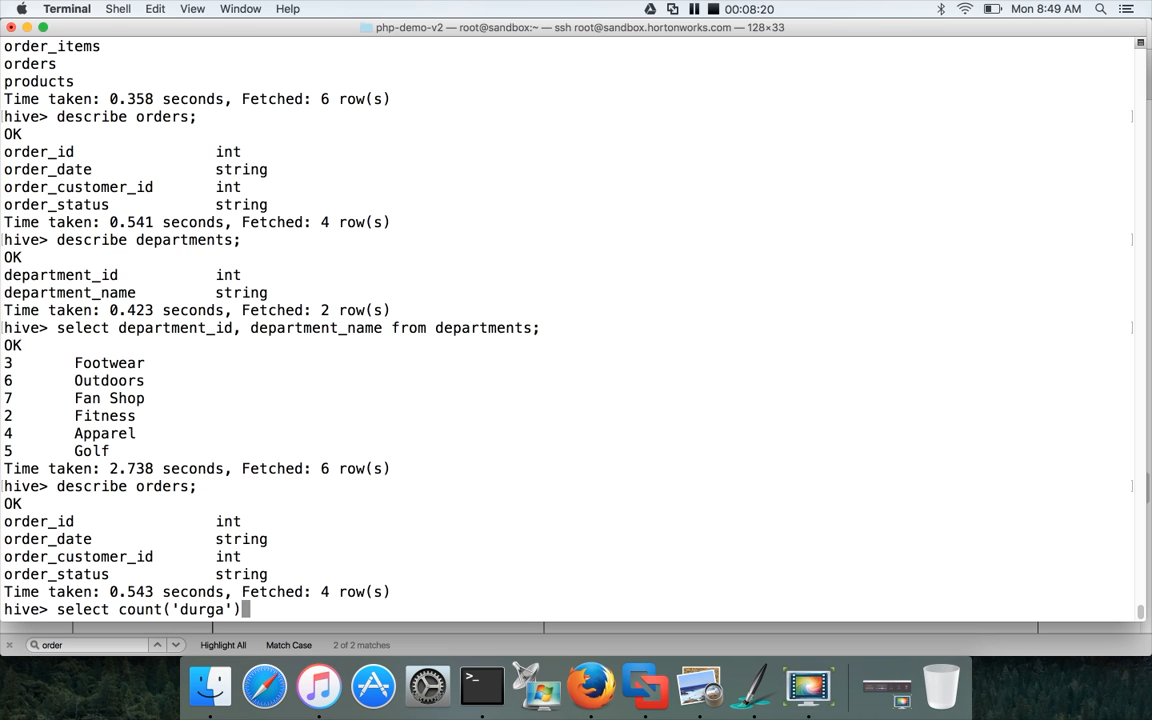 Terminal Shell Edit View Window Help 00:08:20 Mon 8:49 AM
php-demo-v2 — root@sandbox:~ — ssh root@sandbox.hortonworks.com — 128×33
order_items
orders
products
Time taken: 0.358 seconds, Fetched: 6 row(s)
hive> describe orders;
OK
order_id int
order_date string
order_customer_id int
order_status string
Time taken: 0.541 seconds, Fetched: 4 row(s)
hive> describe departments;
OK
department_id int
department_name string
Time taken: 0.423 seconds, Fetched: 2 row(s)
hive> select department_id, department_name from departments;
OK
3 Footwear
6 Outdoors
7 Fan Shop
2 Fitness
4 Apparel
5 Golf
Time taken: 2.738 seconds, Fetched: 6 row(s)
hive> describe orders;
OK
order_id int
order_date string
order_customer_id int
order_status string
Time taken: 0.543 seconds, Fetched: 4 row(s)
hive> select count('durga')
order Highlight All Match Case 2 of 2 matches